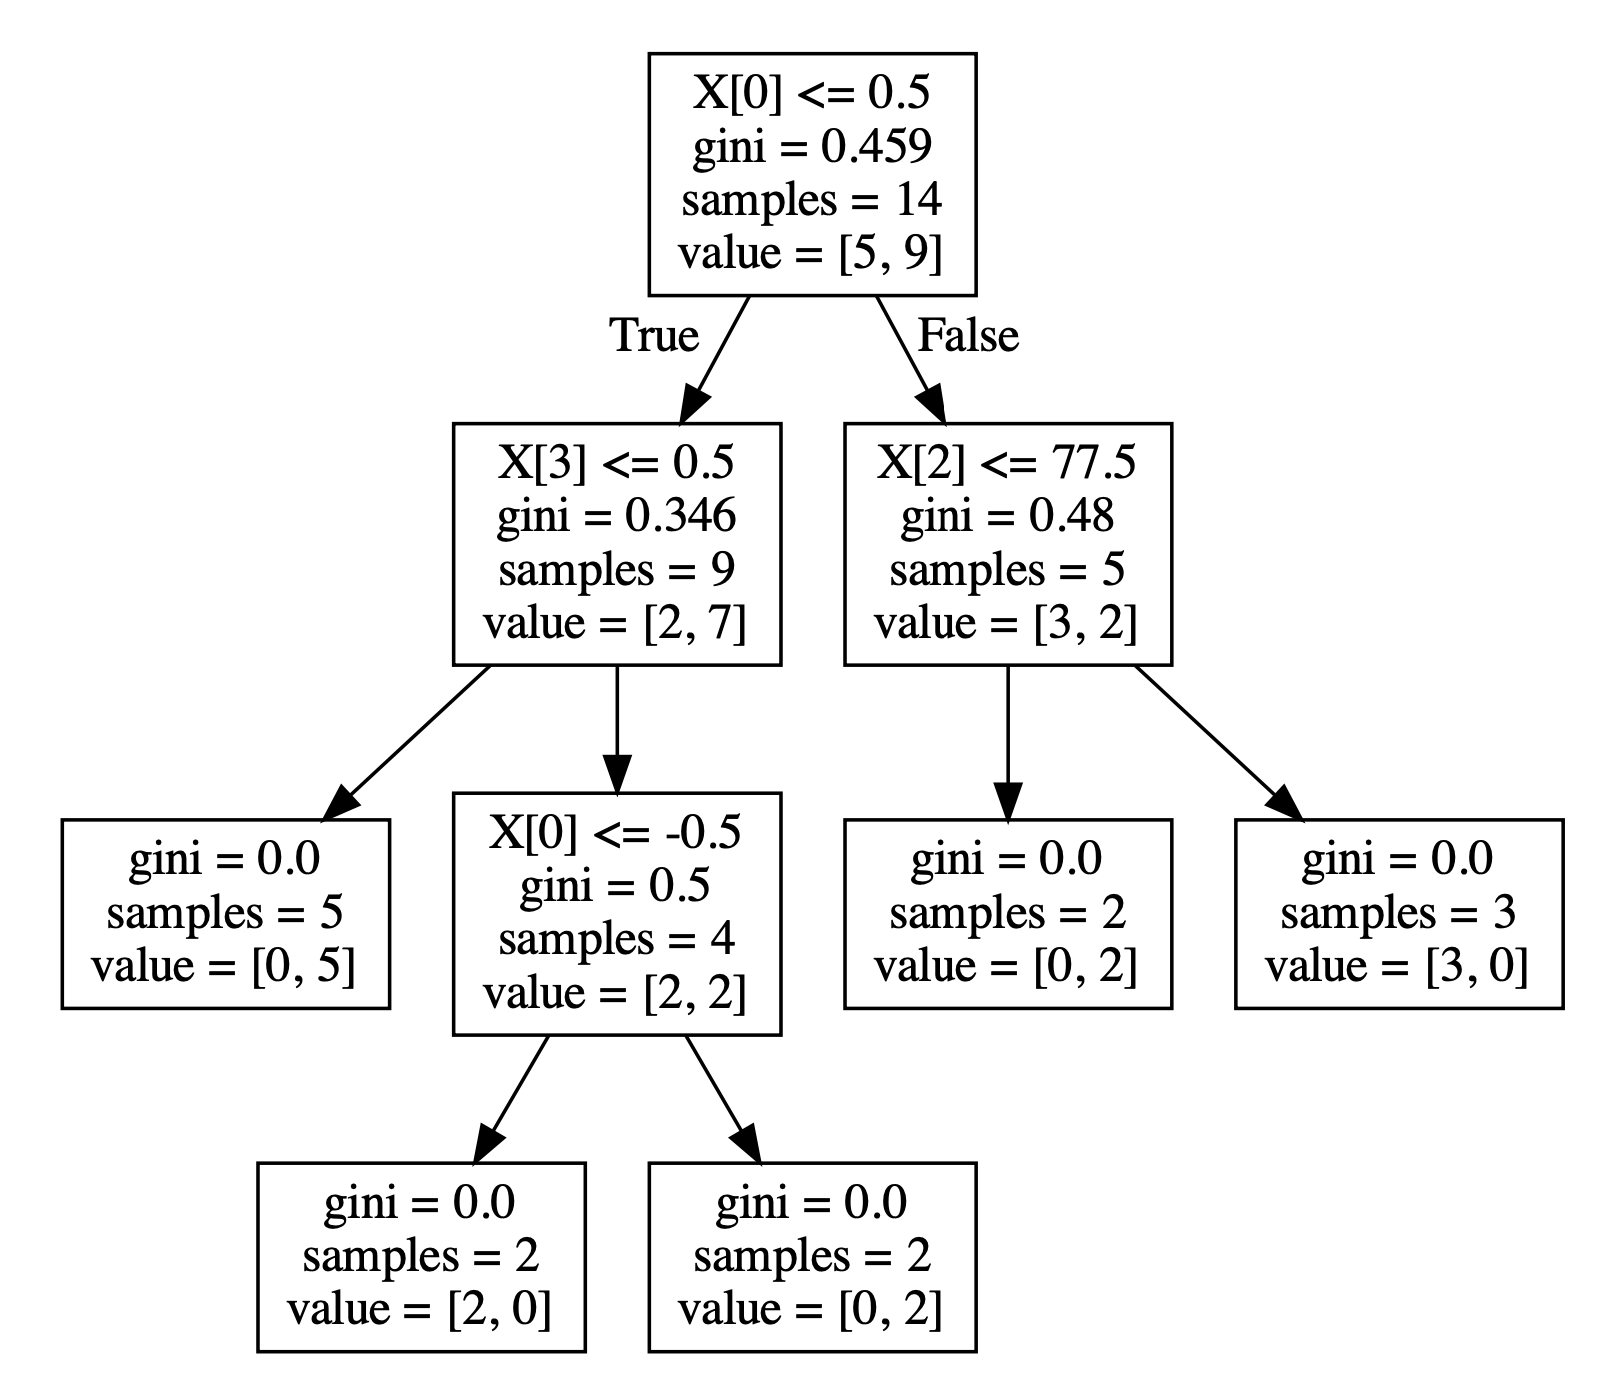 X[0] <= 0.5
gini = 0.459
samples = 14
value = [5, 9]
True
False
X[3] <= 0.5
gini = 0.346
samples = 9
value = [2, 7]
X[2] <= 77.5
gini = 0.48
samples = 5
value = [3, 2]
gini = 0.0
samples = 5
value = [0, 5]
X[0] <= -0.5
gini = 0.5
samples = 4
value = [2, 2]
gini = 0.0
samples = 2
value = [0, 2]
gini = 0.0
samples = 3
value = [3, 0]
gini = 0.0
samples = 2
value = [2, 0]
gini = 0.0
samples = 2
value = [0, 2]